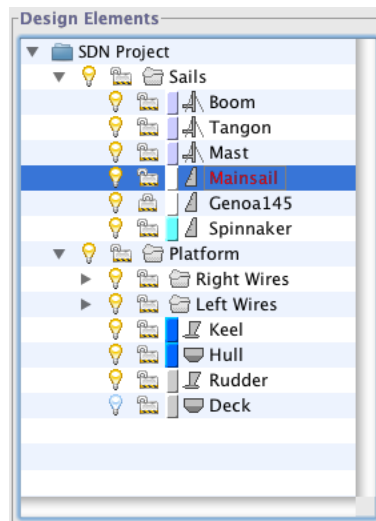 Design Elements
SDN Project
Sails
Boom
Tangon
Mast
Mainsail
Genoa145
Spinnaker
Platform
Right Wires
Left Wires
Keel
Hull
Rudder
Deck